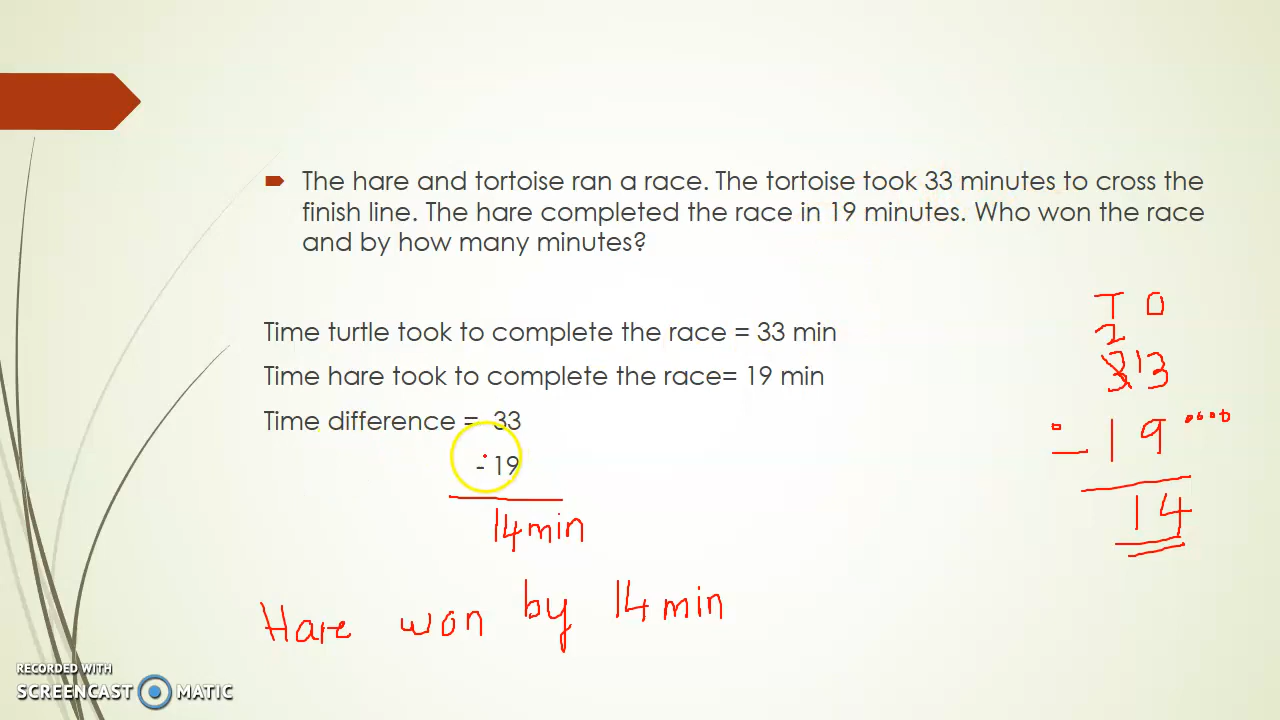 The hare and tortoise ran a race. The tortoise took 33 minutes to cross the
finish line. The hare completed the race in 19 minutes. Who won the race
and by how many minutes?
Time turtle took to complete the race = 33 min
Time hare took to complete the race= 19 min
Time difference = 33
- 19
14min
Hare won by 14min
T O
2
3 13
- 19
14
RECORDED WITH
SCREENCAST MATIC